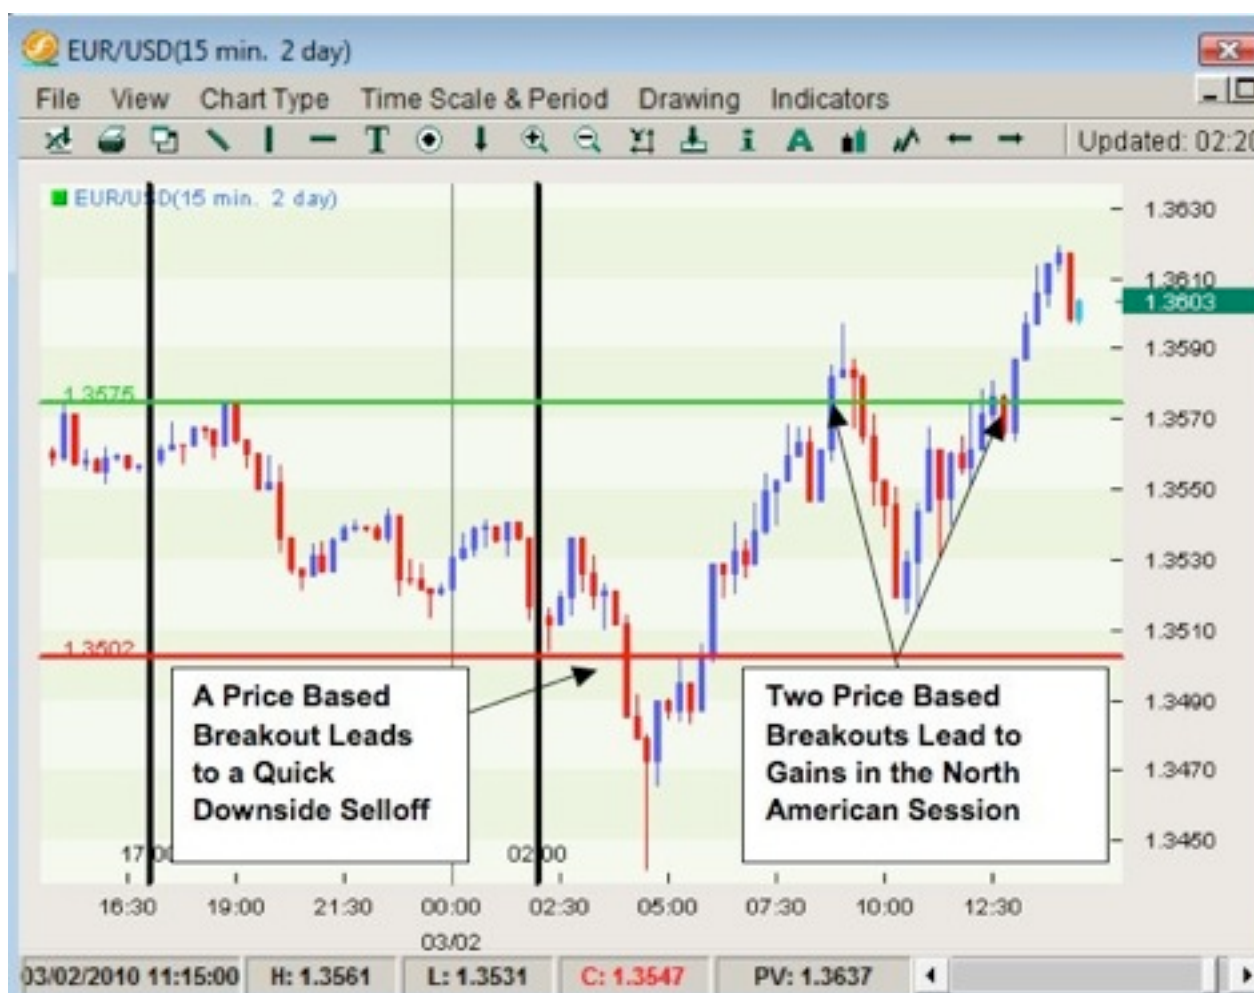 EUR/USD(15 min. 2 day)
File View Chart Type Time Scale & Period Drawing Indicators
T i A Updated: 02:20
EUR/USD(15 min. 2 day)
1.3630
1.3610
1.3603
1.3590
1.3575
1.3570
1.3550
1.3530
1.3510
1.3502
1.3490
1.3470
1.3450
A Price Based
Breakout Leads
to a Quick
Downside Selloff
Two Price Based
Breakouts Lead to
Gains in the North
American Session
17:00 02:00
16:30 19:00 21:30 00:00 02:30 05:00 07:30 10:00 12:30
03/02
03/02/2010 11:15:00 H: 1.3561 L: 1.3531 C: 1.3547 PV: 1.3637